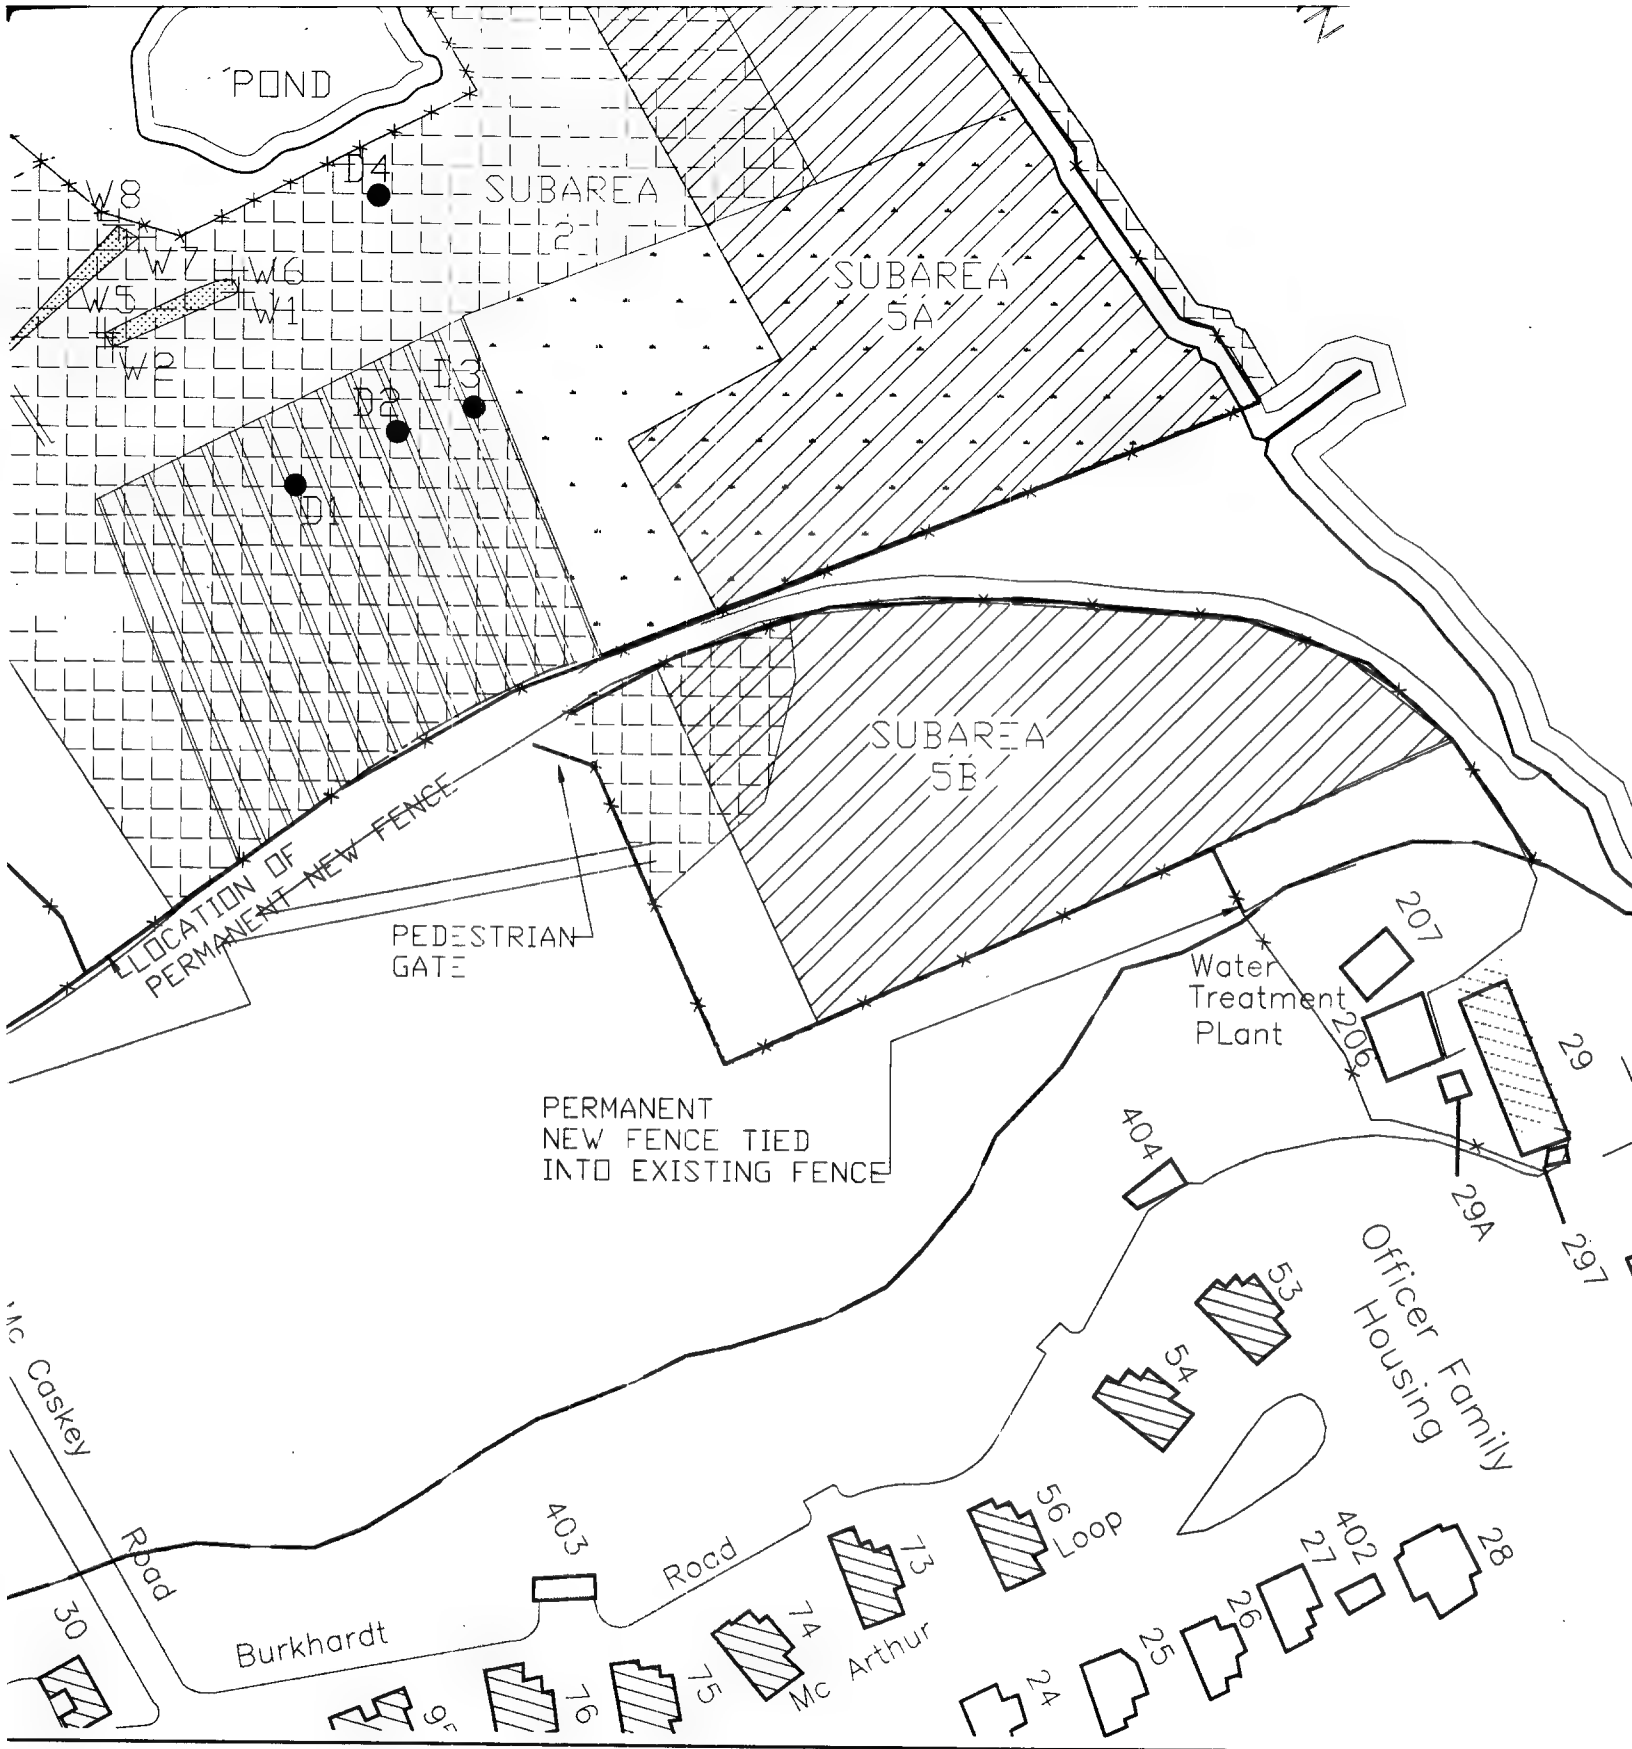 N
POND
D4
SUBAREA
2
W8
W7
W6
W5
W1
W2
SUBAREA
5A
D3
D2
D1
SUBAREA
5B
LOCATION OF
PERMANENT NEW FENCE
PEDESTRIAN
GATE
207
Water
Treatment
PLant
206
29
PERMANENT
NEW FENCE TIED
INTO EXISTING FENCE
404
29A
297
Officer Family
Housing
53
54
Mc Caskey
Road
56
Loop
403
Road
73
402
27
28
30
Burkhardt
74
26
25
Mc Arthur
75
76
24